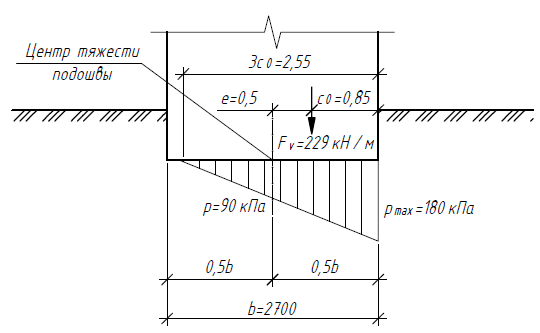 Центр тяжести
подошвы
3c0=2,55
e=0,5
c0=0,85
Fv=229 кН / м
p=90 кПа
pmax=180 кПа
0,5b
0,5b
b=2700